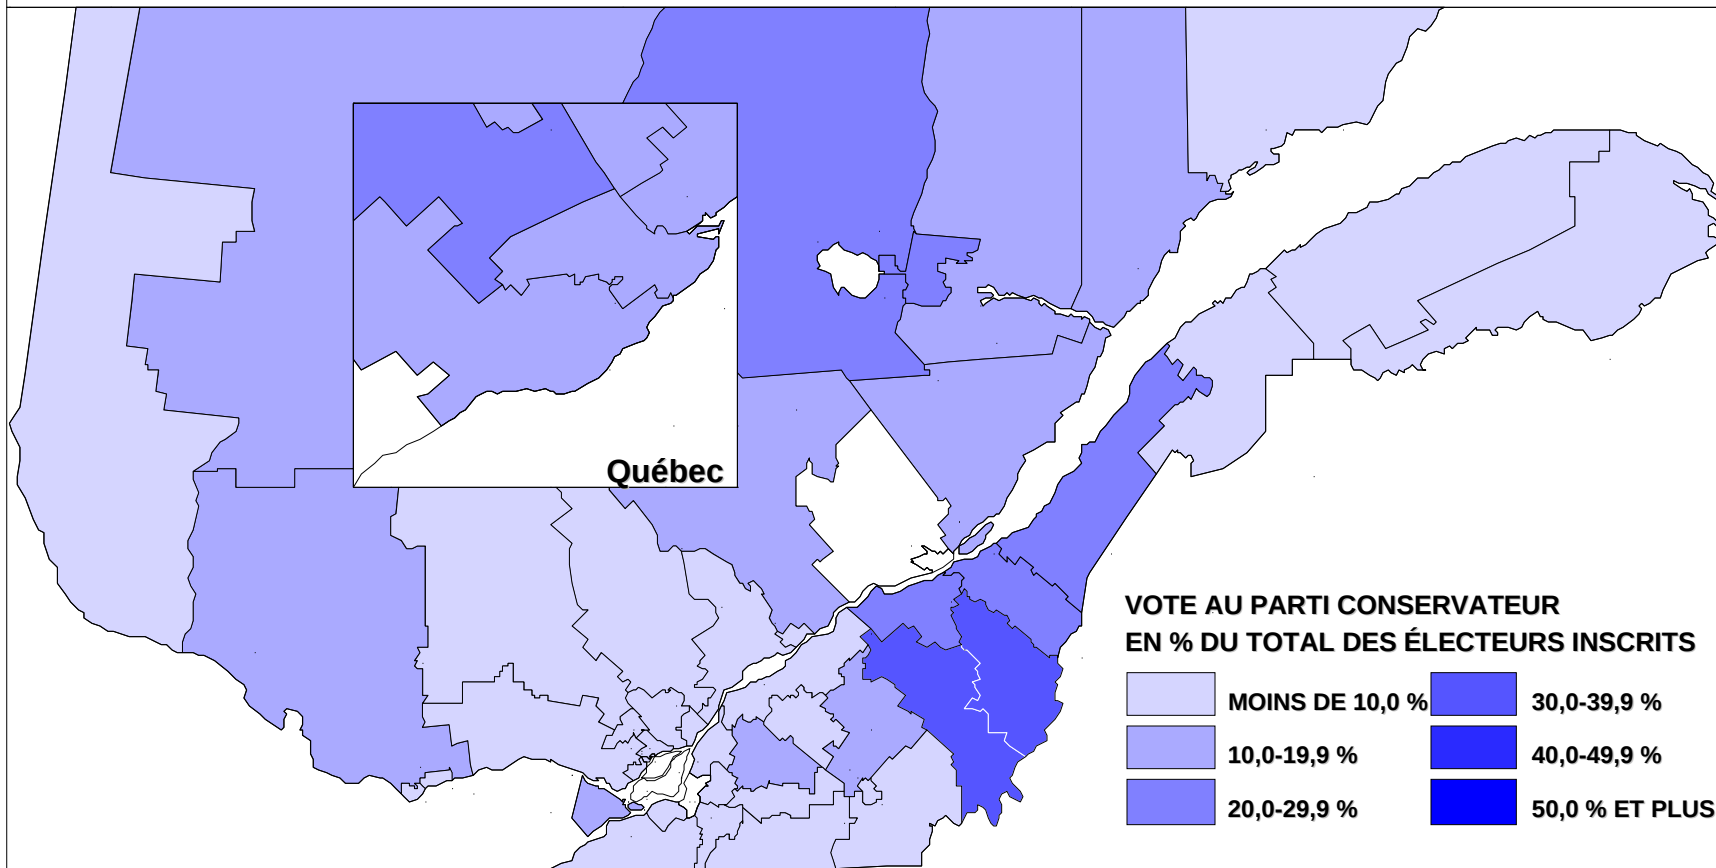 Québec
VOTE AU PARTI CONSERVATEUR
EN % DU TOTAL DES ÉLECTEURS INSCRITS
MOINS DE 10,0 %
30,0-39,9 %
10,0-19,9 %
40,0-49,9 %
20,0-29,9 %
50,0 % ET PLUS